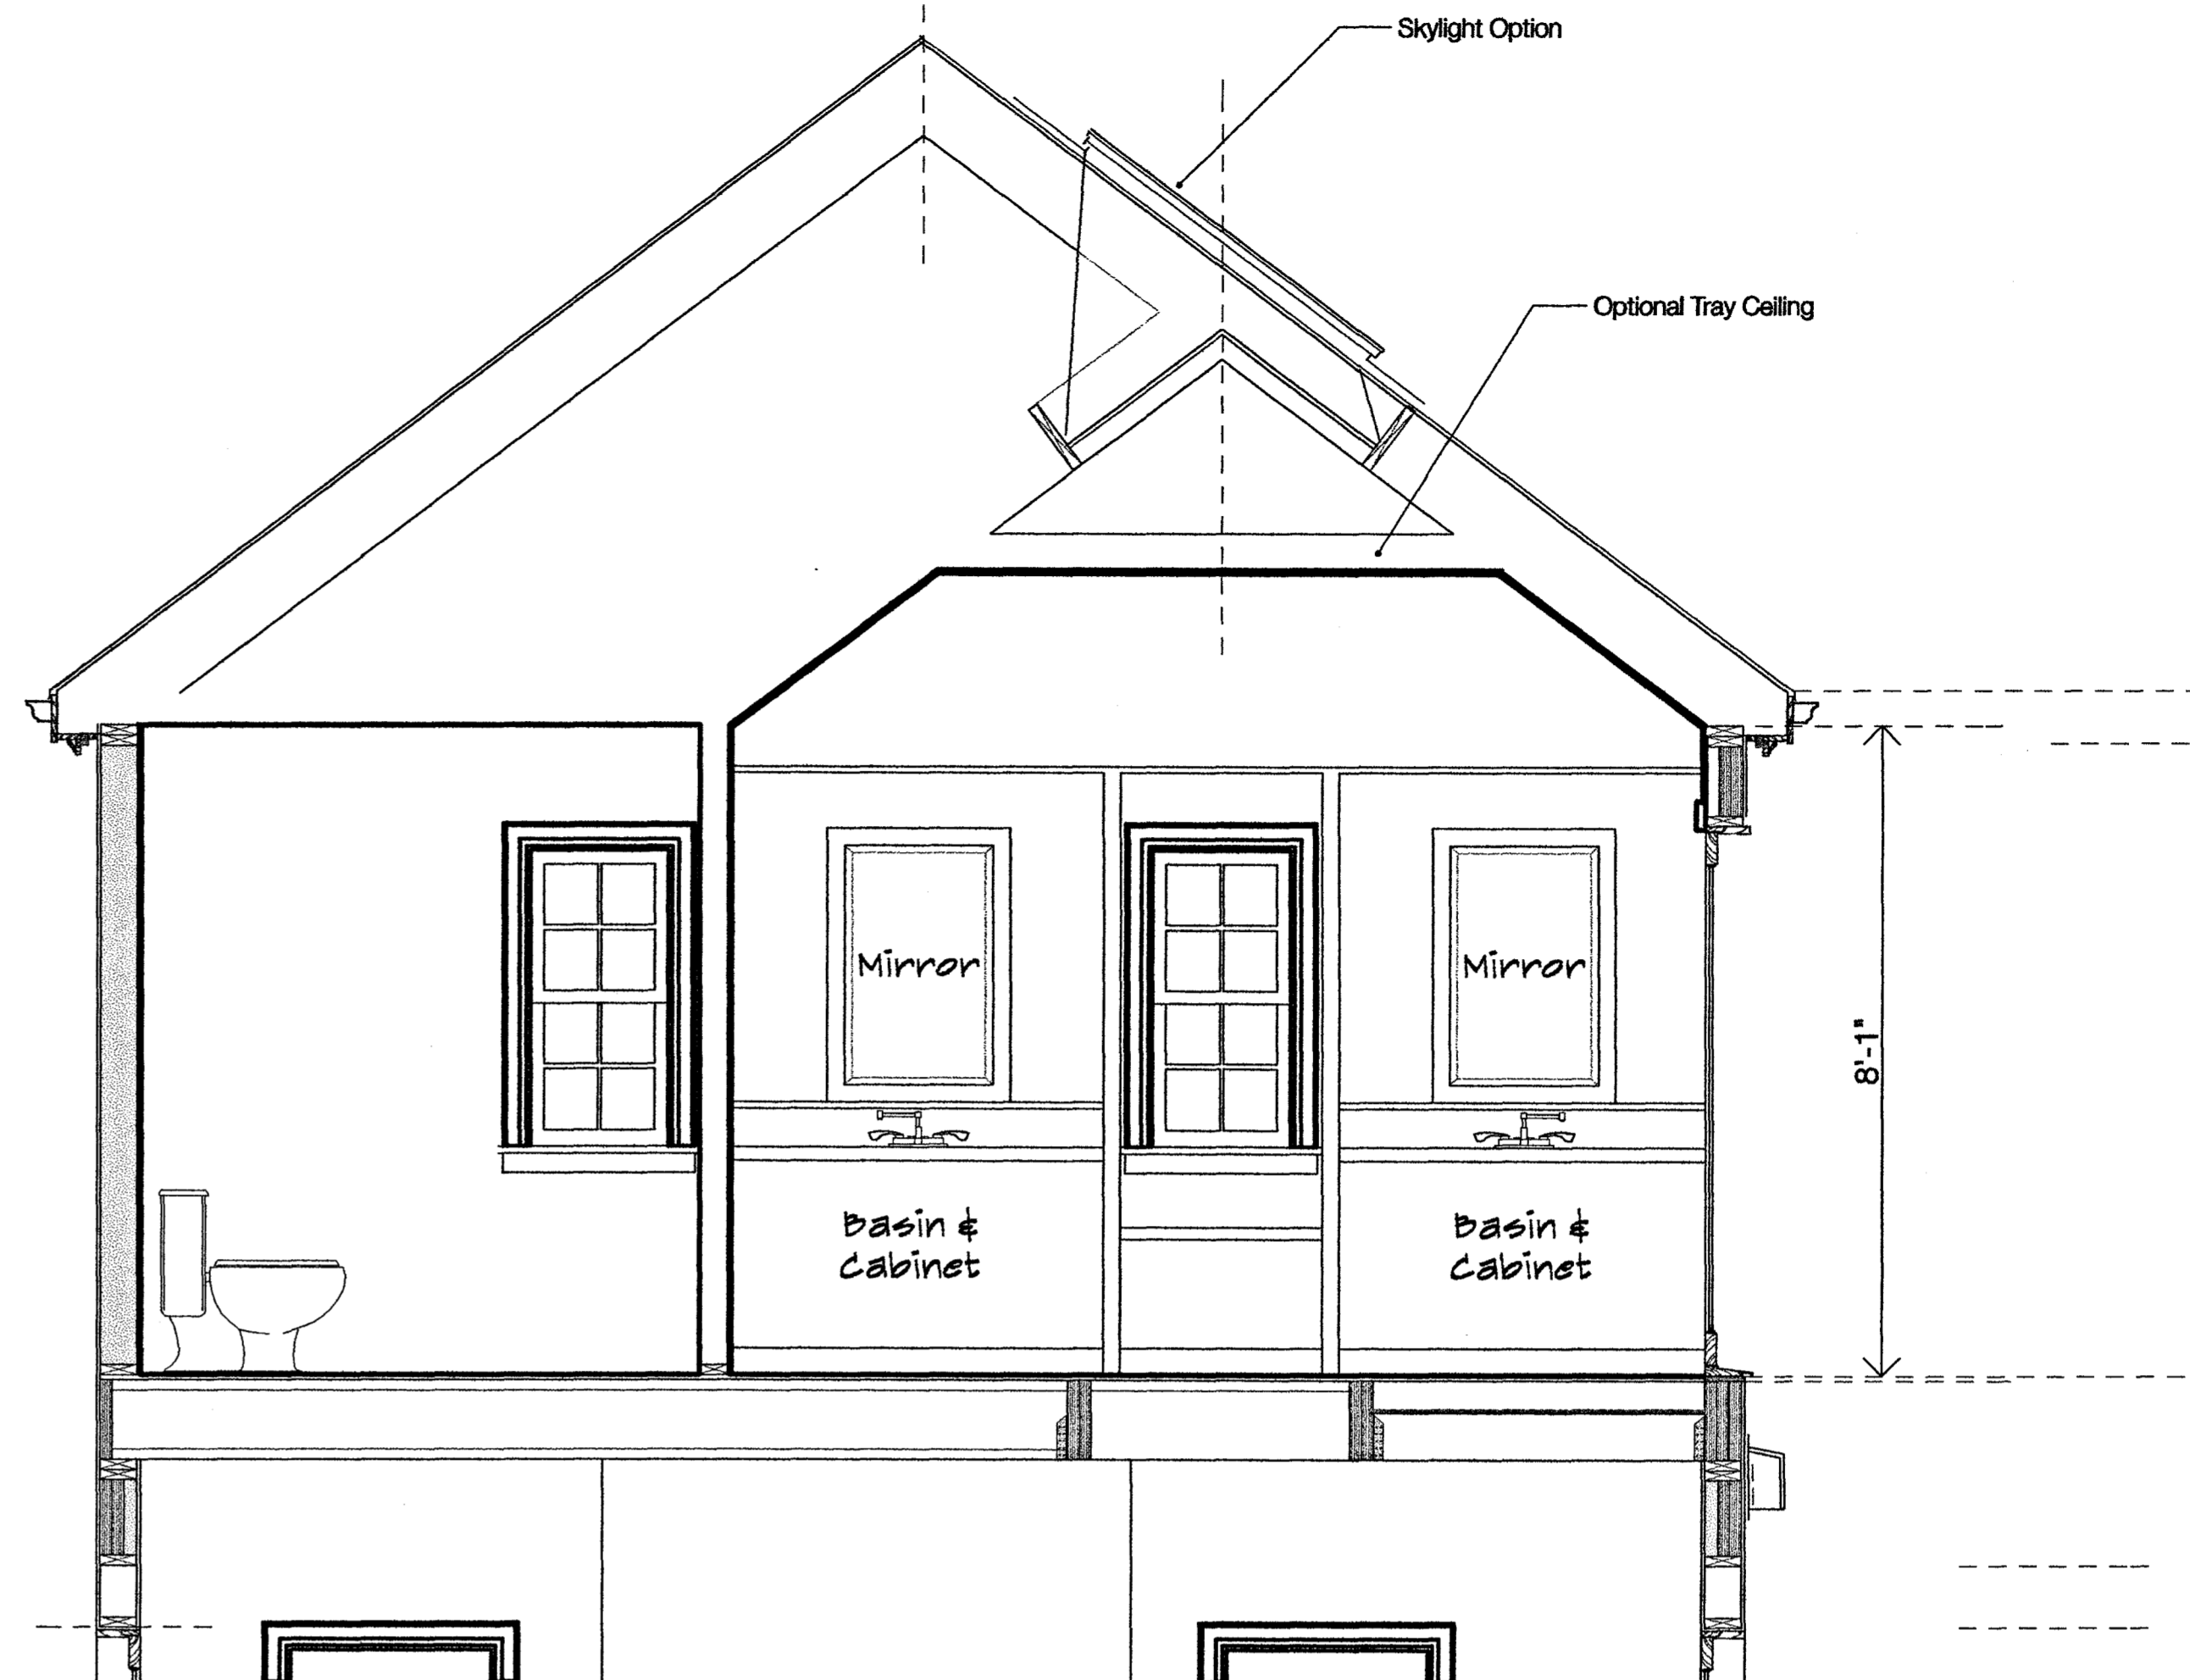 Skylight Option
Optional Tray Ceiling
Mirror
Mirror
8'-1"
Basin &
Cabinet
Basin &
Cabinet